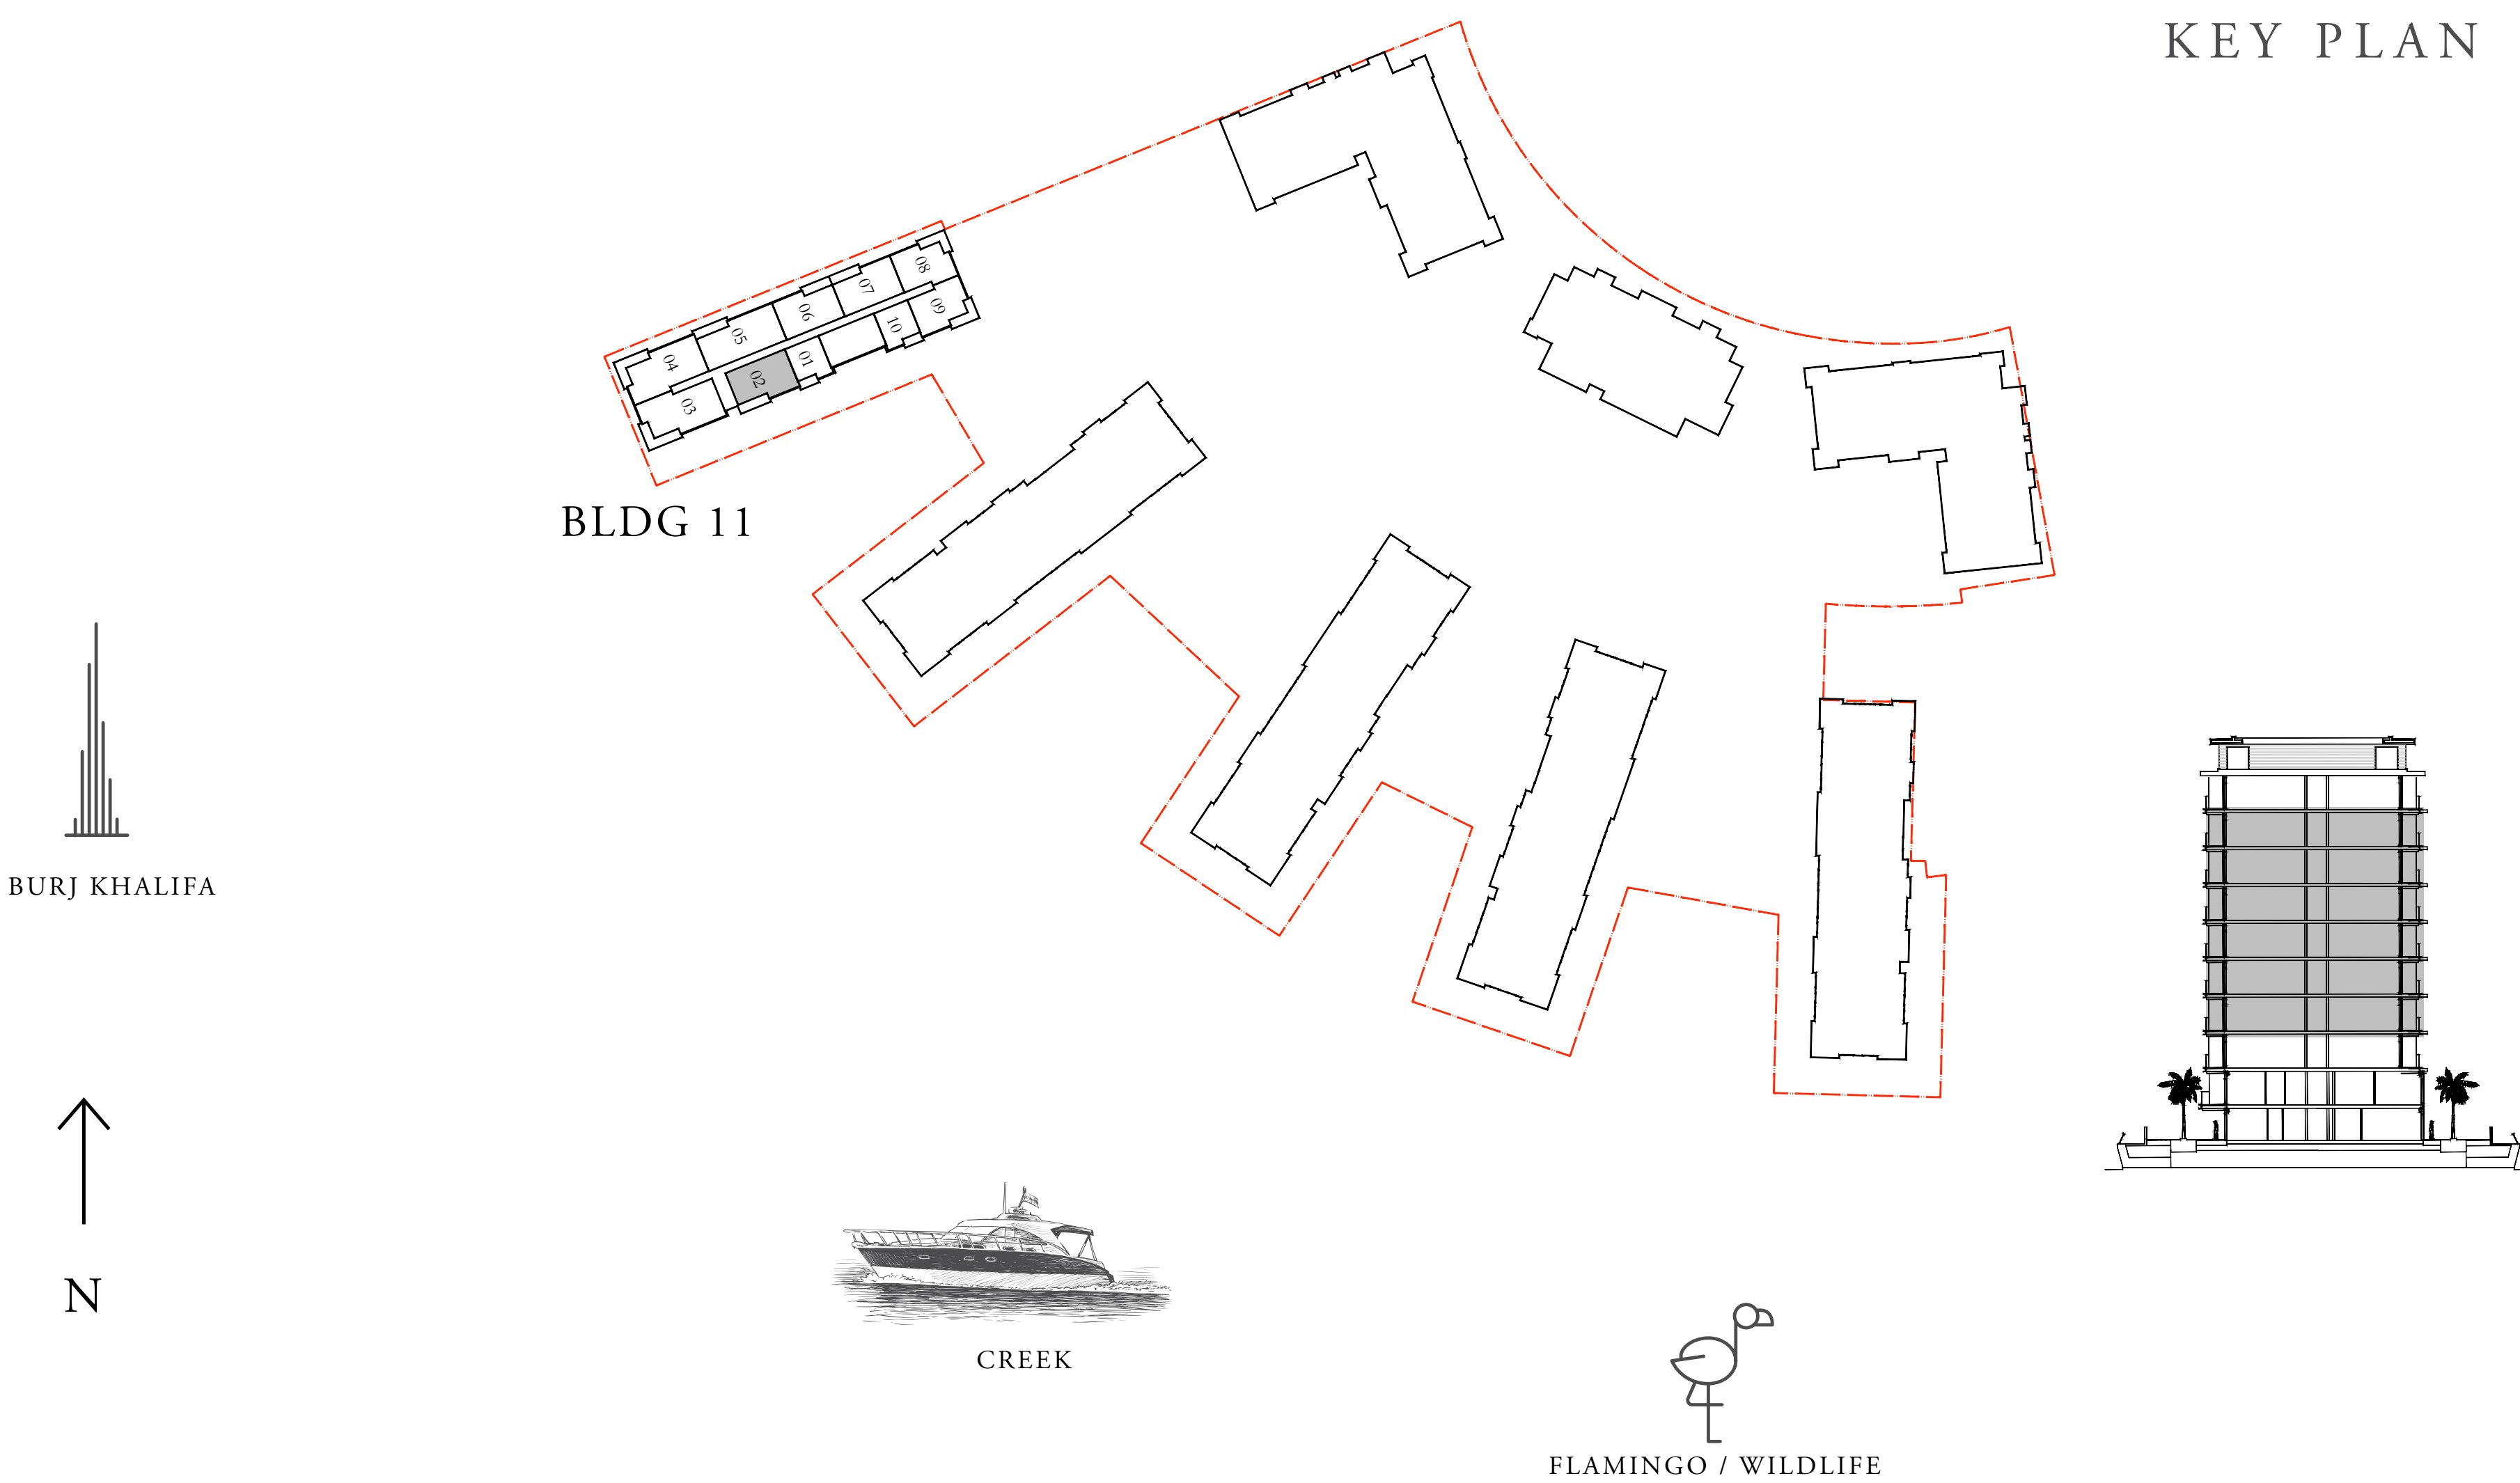 KEY PLAN
08
07
09
06
10
05
01
04
02
03
BLDG 11
BURJ KHALIFA
N
CREEK
FLAMINGO / WILDLIFE